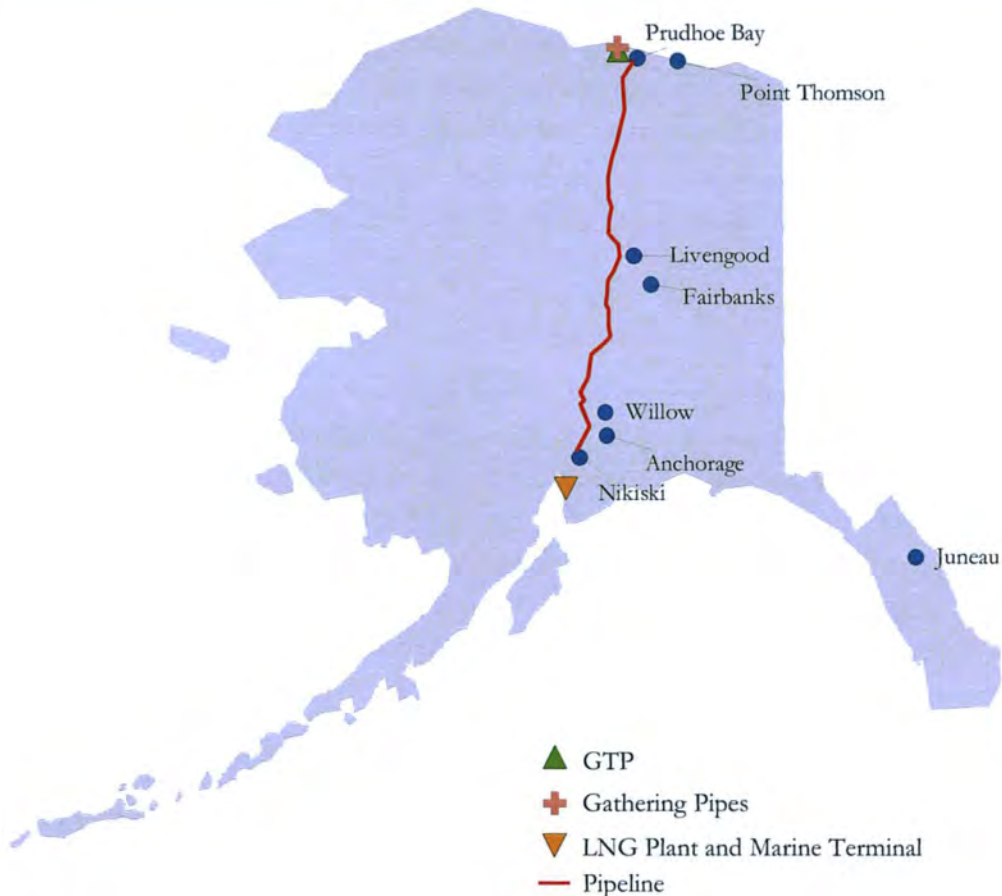 Prudhoe Bay
Point Thomson
Livengood
Fairbanks
Willow
Anchorage
Nikiski
Juneau
GTP
Gathering Pipes
LNG Plant and Marine Terminal
Pipeline